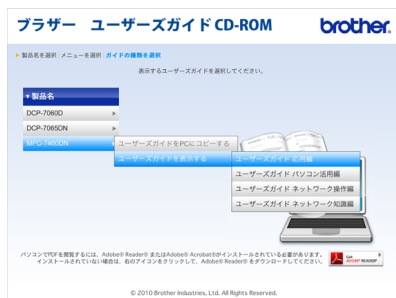 ブラザー ユーザーズガイド CD-ROM
brother
製品名を選択 : メニューを選択 : ガイドの種類を選択
表示するユーザーズガイドを選択してください。
▼製品名
DCP-7060D
DCP-7065DN
MFC-7460DN
ユーザーズガイドをPCにコピーする
ユーザーズガイドを表示する
ユーザーズガイド 応用編
ユーザーズガイド パソコン活用編
ユーザーズガイド ネットワーク操作編
ユーザーズガイド ネットワーク知識編
パソコンでPDFを閲覧するには、Adobe® Reader® またはAdobe® Acrobat®がインストールされている必要があります。
インストールされていない場合は、右のアイコンをクリックして、Adobe® Reader® をダウンロードしてください。
Get
ADOBE® READER®
© 2010 Brother Industries, Ltd. All Rights Reserved.